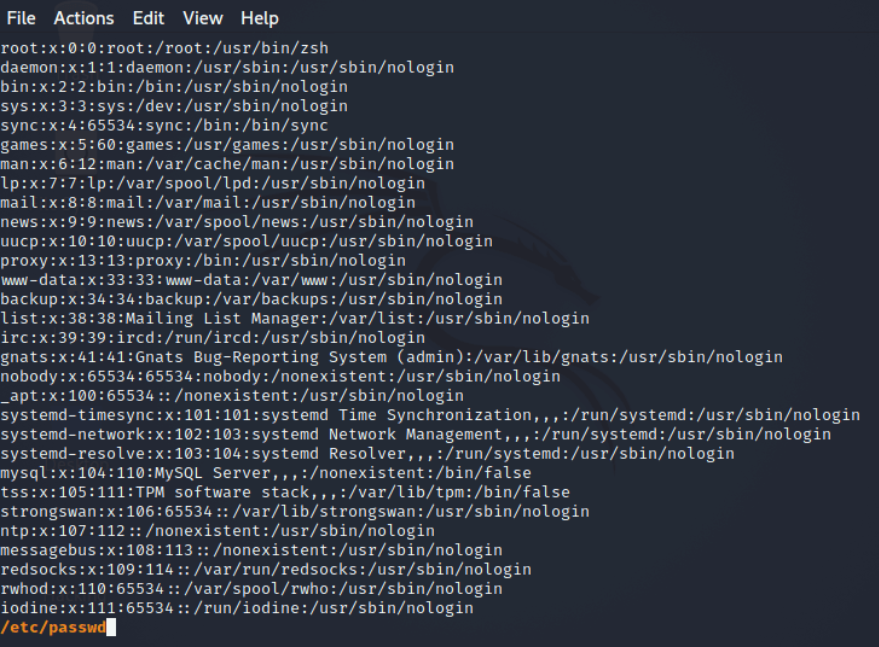 File Actions Edit View Help
root:x:0:0:root:/root:/usr/bin/zsh
daemon:x:1:1:daemon:/usr/sbin:/usr/sbin/nologin
bin:x:2:2:bin:/bin:/usr/sbin/nologin
sys:x:3:3:sys:/dev:/usr/sbin/nologin
sync:x:4:65534:sync:/bin:/bin/sync
games:x:5:60:games:/usr/games:/usr/sbin/nologin
man:x:6:12:man:/var/cache/man:/usr/sbin/nologin
lp:x:7:7:lp:/var/spool/lpd:/usr/sbin/nologin
mail:x:8:8:mail:/var/mail:/usr/sbin/nologin
news:x:9:9:news:/var/spool/news:/usr/sbin/nologin
uucp:x:10:10:uucp:/var/spool/uucp:/usr/sbin/nologin
proxy:x:13:13:proxy:/bin:/usr/sbin/nologin
www-data:x:33:33:www-data:/var/www:/usr/sbin/nologin
backup:x:34:34:backup:/var/backups:/usr/sbin/nologin
list:x:38:38:Mailing List Manager:/var/list:/usr/sbin/nologin
irc:x:39:39:ircd:/run/ircd:/usr/sbin/nologin
gnats:x:41:41:Gnats Bug-Reporting System (admin):/var/lib/gnats:/usr/sbin/nologin
nobody:x:65534:65534:nobody:/nonexistent:/usr/sbin/nologin
_apt:x:100:65534::/nonexistent:/usr/sbin/nologin
systemd-timesync:x:101:101:systemd Time Synchronization,,,:/run/systemd:/usr/sbin/nologin
systemd-network:x:102:103:systemd Network Management,,,:/run/systemd:/usr/sbin/nologin
systemd-resolve:x:103:104:systemd Resolver,,,:/run/systemd:/usr/sbin/nologin
mysql:x:104:110:MySQL Server,,,:/nonexistent:/bin/false
tss:x:105:111:TPM software stack,,,:/var/lib/tpm:/bin/false
strongswan:x:106:65534::/var/lib/strongswan:/usr/sbin/nologin
ntp:x:107:112::/nonexistent:/usr/sbin/nologin
messagebus:x:108:113::/nonexistent:/usr/sbin/nologin
redsocks:x:109:114::/var/run/redsocks:/usr/sbin/nologin
rwhod:x:110:65534::/var/spool/rwho:/usr/sbin/nologin
iodine:x:111:65534::/run/iodine:/usr/sbin/nologin
/etc/passwd